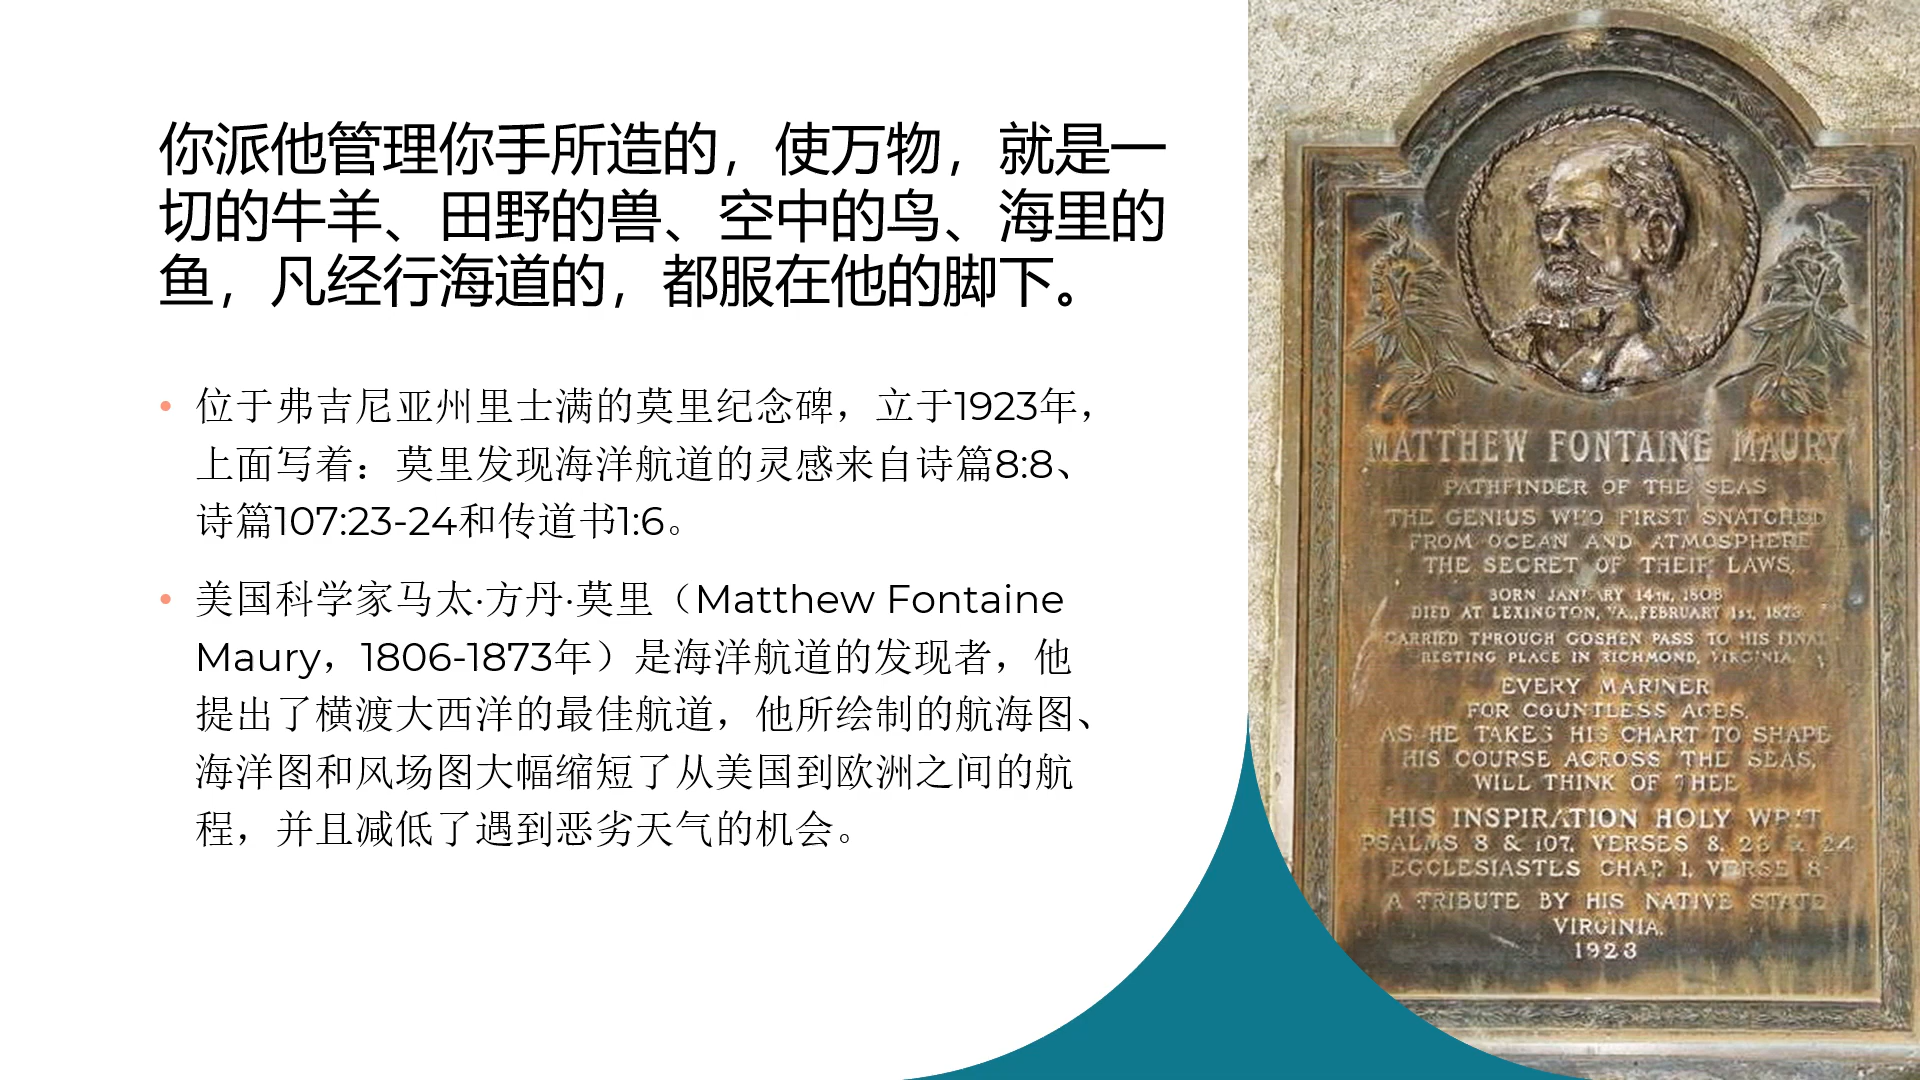 你派他管理你手所造的，使万物，就是一
切的牛羊、田野的兽、空中的鸟、海里的
鱼，凡经行海道的，都服在他的脚下。
• 位于弗吉尼亚州里士满的莫里纪念碑，立于1923年，
上面写着：莫里发现海洋航道的灵感来自诗篇8:8、
诗篇107:23-24和传道书1:6。
• 美国科学家马太·方丹·莫里（Matthew Fontaine
Maury，1806-1873年）是海洋航道的发现者，他
提出了横渡大西洋的最佳航道，他所绘制的航海图、
海洋图和风场图大幅缩短了从美国到欧洲之间的航
程，并且减低了遇到恶劣天气的机会。
MATTHEW FONTAINE MAURY
PATHFINDER OF THE SEAS
THE GENIUS WHO FIRST SNATCHED
FROM OCEAN AND ATMOSPHERE
THE SECRET OF THEIR LAWS.
BORN JANUARY 14TH, 1806
DIED AT LEXINGTON, VA., FEBRUARY 1ST, 1873
CARRIED THROUGH GOSHEN PASS TO HIS FINAL
RESTING PLACE IN RICHMOND, VIRGINIA.
EVERY MARINER
FOR COUNTLESS AGES,
AS HE TAKES HIS CHART TO SHAPE
HIS COURSE ACROSS THE SEAS,
WILL THINK OF THEE
HIS INSPIRATION HOLY WRIT
PSALMS 8 & 107, VERSES 8, 23 & 24
ECCLESIASTES CHAP. 1, VERSE 8
A TRIBUTE BY HIS NATIVE STATE
VIRGINIA.
1923